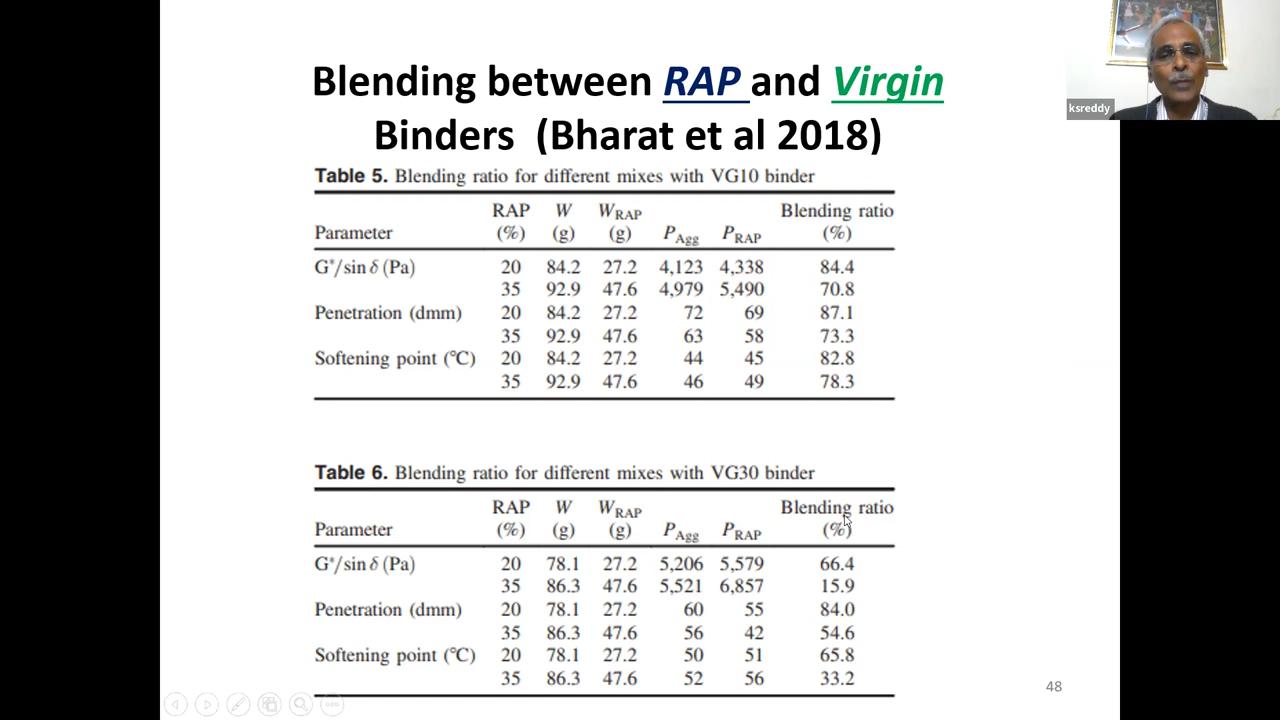 Blending between RAP and Virgin
Binders (Bharat et al 2018)
ksreddy
Table 5. Blending ratio for different mixes with VG10 binder
RAP W W_RAP Blending ratio
Parameter (%) (g) (g) P_Agg P_RAP (%)
G*/sin δ (Pa) 20 84.2 27.2 4,123 4,338 84.4
35 92.9 47.6 4,979 5,490 70.8
Penetration (dmm) 20 84.2 27.2 72 69 87.1
35 92.9 47.6 63 58 73.3
Softening point (°C) 20 84.2 27.2 44 45 82.8
35 92.9 47.6 46 49 78.3
Table 6. Blending ratio for different mixes with VG30 binder
RAP W W_RAP Blending ratio
Parameter (%) (g) (g) P_Agg P_RAP (%)
G*/sin δ (Pa) 20 78.1 27.2 5,206 5,579 66.4
35 86.3 47.6 5,521 6,857 15.9
Penetration (dmm) 20 78.1 27.2 60 55 84.0
35 86.3 47.6 56 42 54.6
Softening point (°C) 20 78.1 27.2 50 51 65.8
35 86.3 47.6 52 56 33.2
48